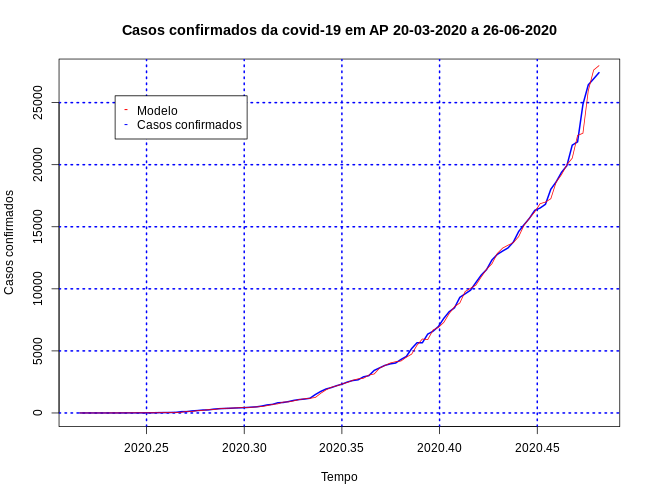 Casos confirmados da covid-19 em AP 20-03-2020 a 26-06-2020
Casos confirmados
25000
20000
15000
10000
5000
0
- Modelo
- Casos confirmados
2020.25 2020.30 2020.35 2020.40 2020.45
Tempo